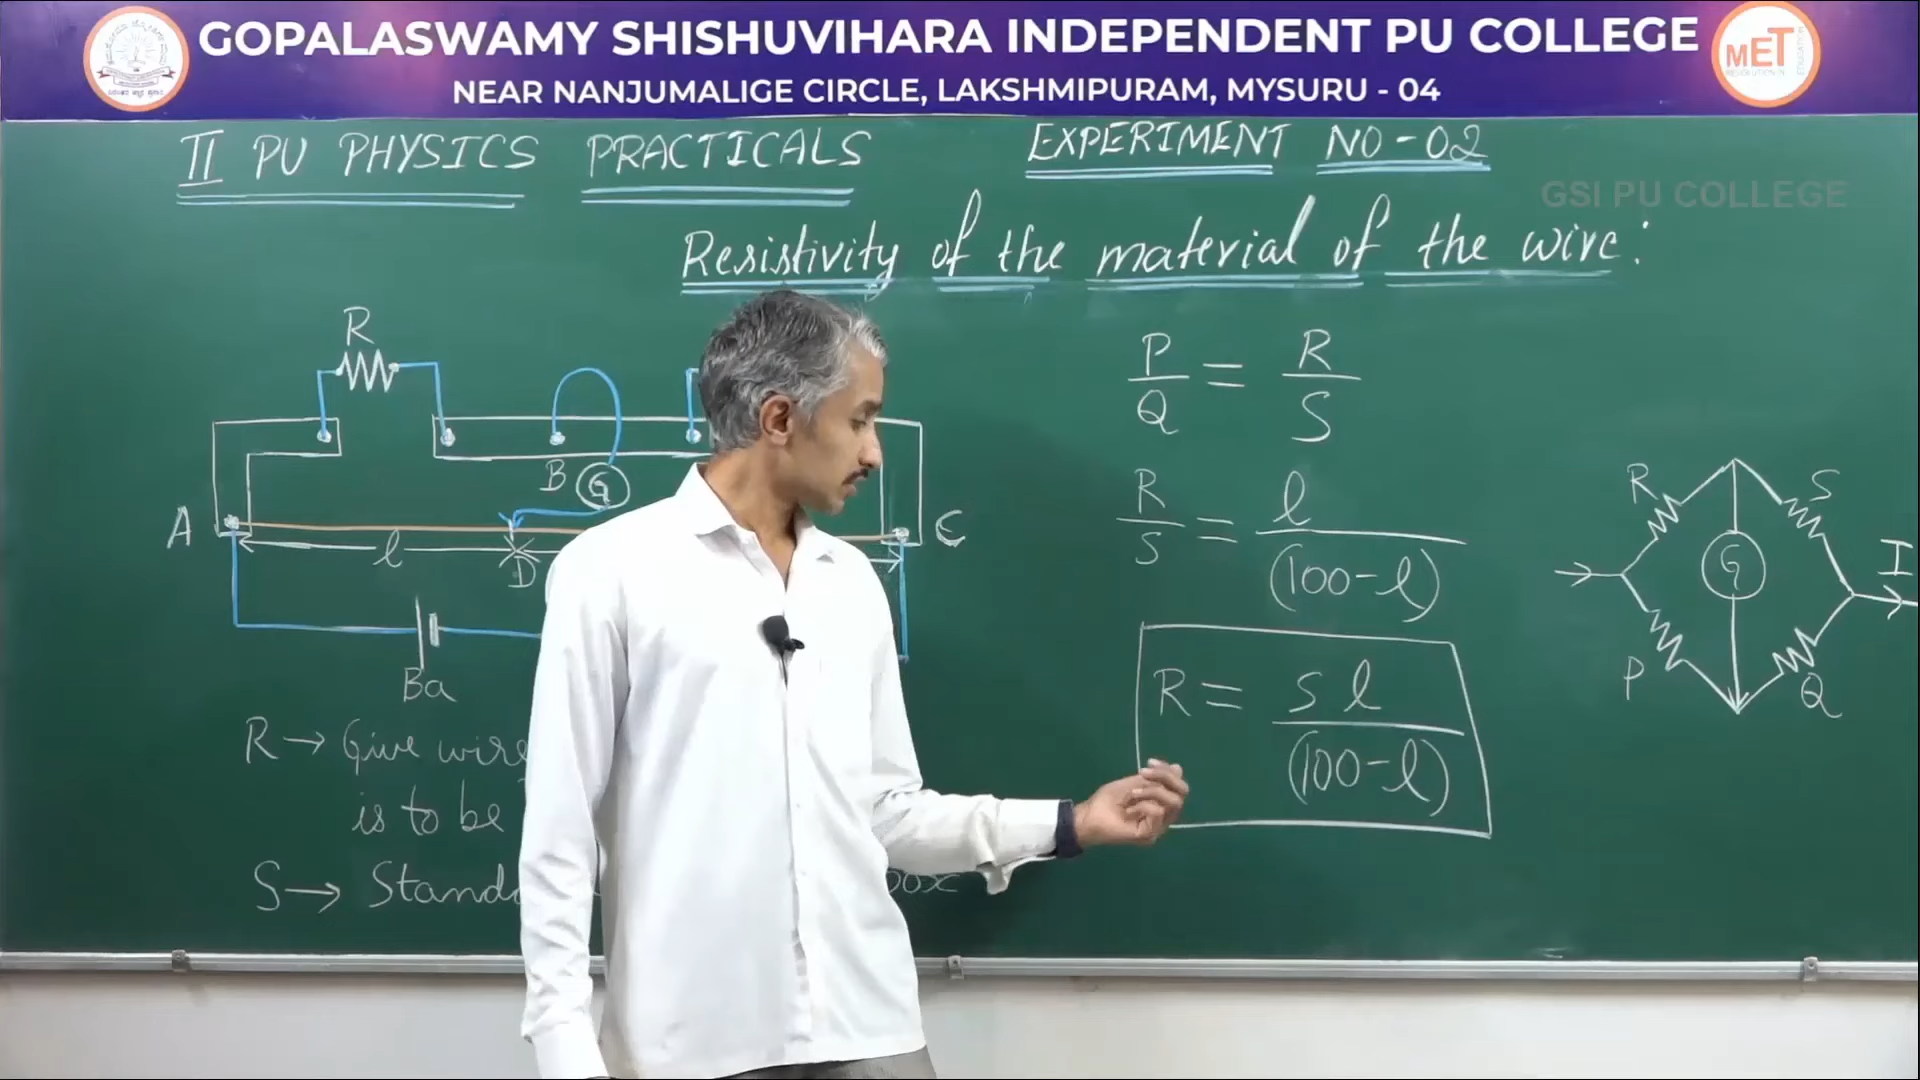 GOPALASWAMY SHISHUVIHARA INDEPENDENT PU COLLEGE
NEAR NANJUMALIGE CIRCLE, LAKSHMIPURAM, MYSURU - 04
MET
GSI PU COLLEGE
II PU PHYSICS PRACTICALS
EXPERIMENT NO - 02
Resistivity of the material of the wire:
R
B
G
A
C
l
D
Ba
R → Give wire
is to be
S → Stand
box
P/Q = R/S
R/S = l/(100-l)
R = Sl/(100-l)
R
S
G
I
P
Q